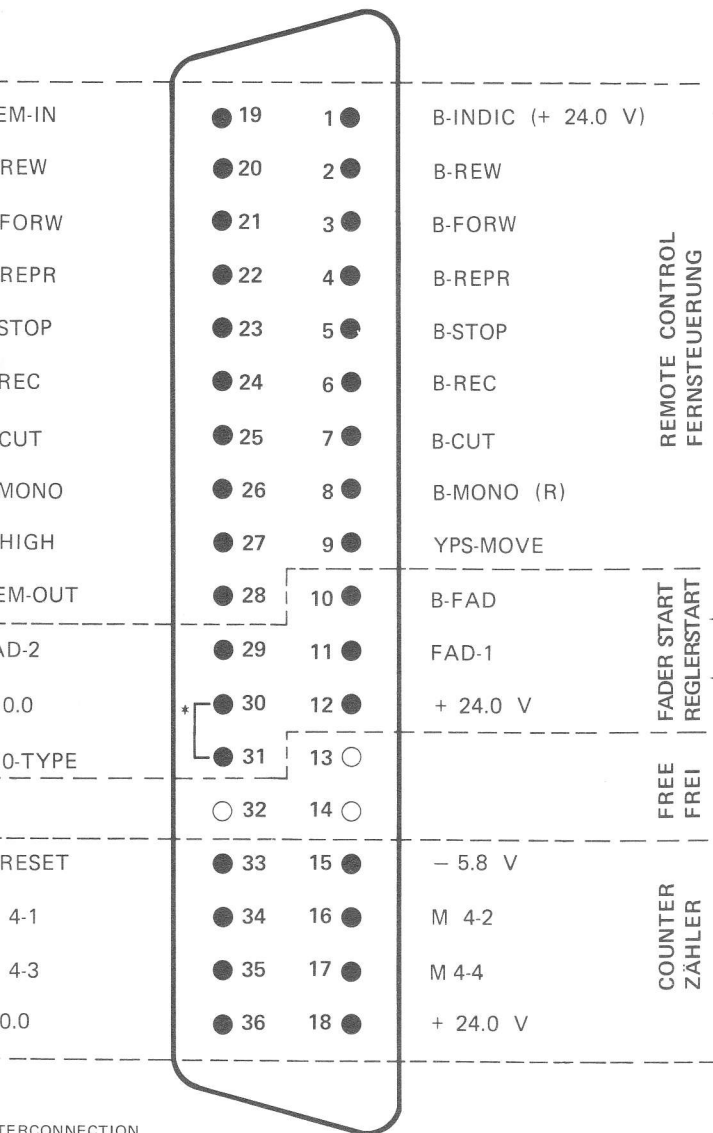 EM-IN 19 1 B-INDIC (+ 24.0 V)
REW 20 2 B-REW
FORW 21 3 B-FORW
REPR 22 4 B-REPR
STOP 23 5 B-STOP
REC 24 6 B-REC
CUT 25 7 B-CUT
MONO 26 8 B-MONO (R)
HIGH 27 9 YPS-MOVE
REMOTE CONTROL
FERNSTEUERUNG
EM-OUT 28 10 B-FAD
AD-2 29 11 FAD-1
0.0 * 30 12 + 24.0 V
FADER START
REGLERSTART
0-TYPE 31 13
32 14
FREE
FREI
RESET 33 15 – 5.8 V
4-1 34 16 M 4-2
4-3 35 17 M 4-4
0.0 36 18 + 24.0 V
COUNTER
ZÄHLER
TERCONNECTION